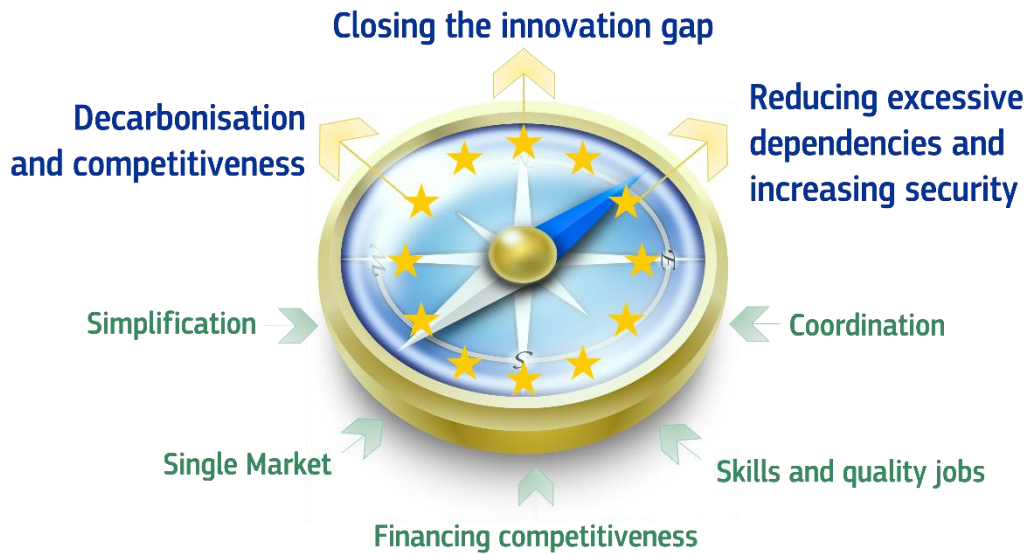 Closing the innovation gap
Decarbonisation
and competitiveness
Reducing excessive
dependencies and
increasing security
N
W
E
S
Simplification
Coordination
Single Market
Skills and quality jobs
Financing competitiveness